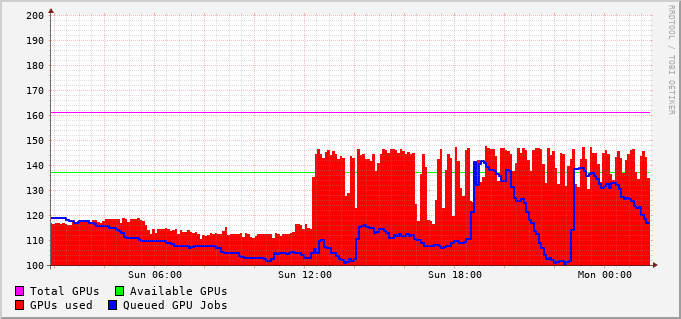 200
190
180
170
160
150
140
130
120
110
100
Sun 06:00 Sun 12:00 Sun 18:00 Mon 00:00
Total GPUs Available GPUs
GPUs used Queued GPU Jobs
RRDTOOL / TOBI OETIKER